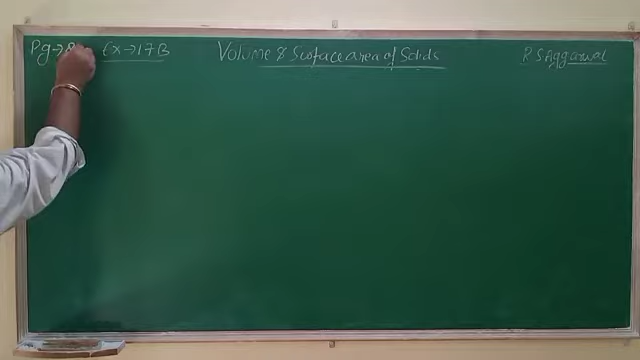 Pg→8 Ex→17B Volume & Surface area of Solids R S Aggarwal